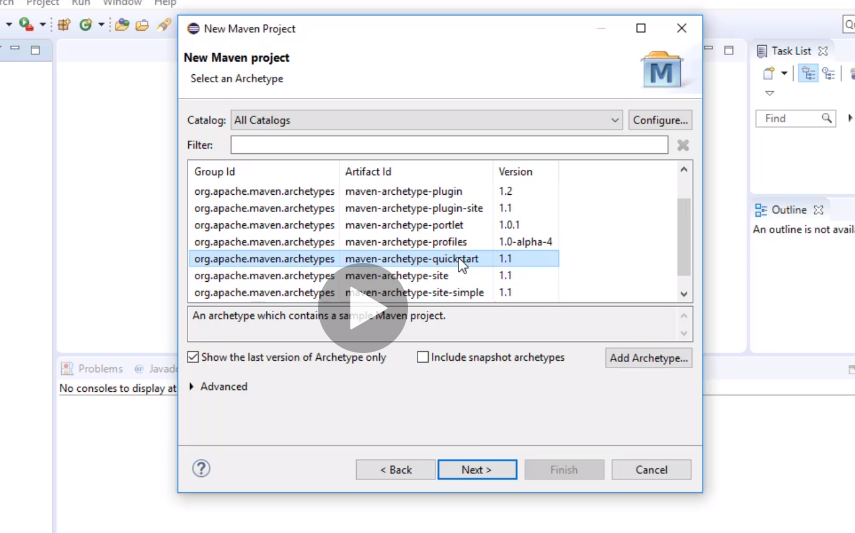 Project Run Window Help
New Maven Project
New Maven project
Select an Archetype
Catalog: All Catalogs Configure...
Filter:
Group Id Artifact Id Version
org.apache.maven.archetypes maven-archetype-plugin 1.2
org.apache.maven.archetypes maven-archetype-plugin-site 1.1
org.apache.maven.archetypes maven-archetype-portlet 1.0.1
org.apache.maven.archetypes maven-archetype-profiles 1.0-alpha-4
org.apache.maven.archetypes maven-archetype-quickstart 1.1
org.apache.maven.archetypes maven-archetype-site 1.1
org.apache.maven.archetypes maven-archetype-site-simple 1.1
An archetype which contains a sample Maven project.
Show the last version of Archetype only Include snapshot archetypes Add Archetype...
Advanced
< Back Next > Finish Cancel
Task List
Find
Outline
An outline is not avail
Problems @ Javad
No consoles to display at